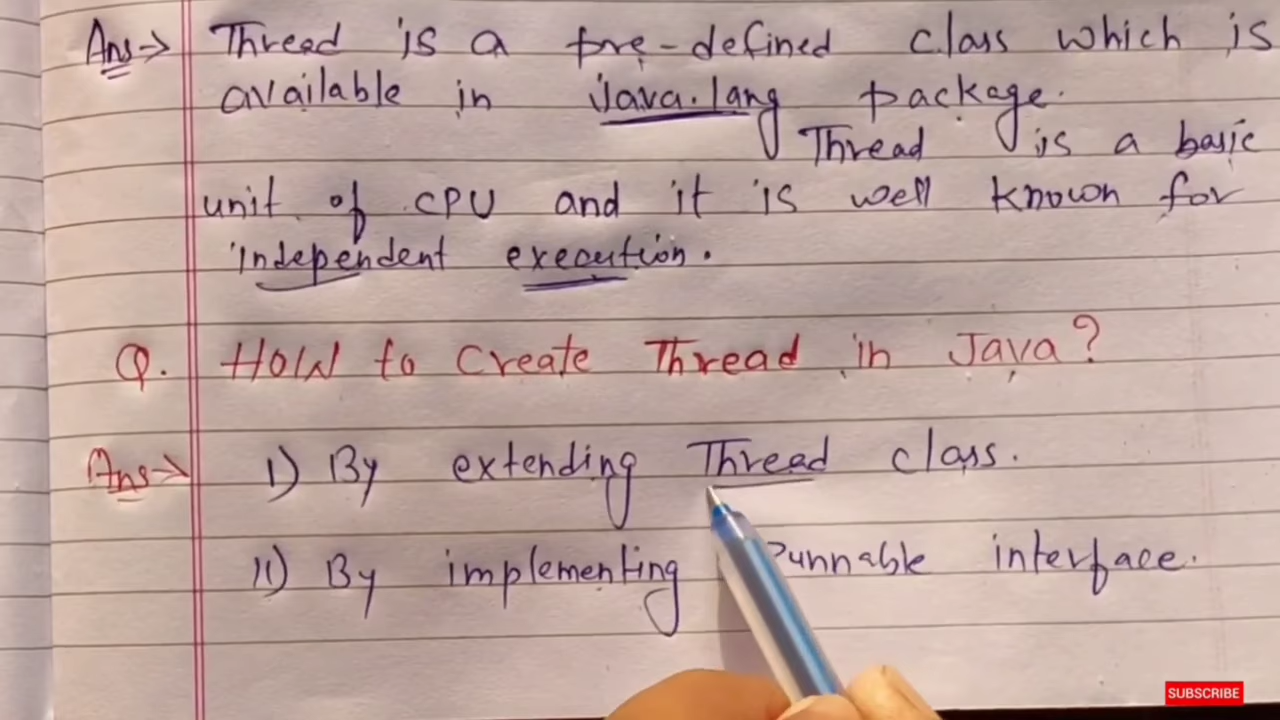 Ans→ Thread is a pre-defined class which is
available in java.lang package.
Thread is a basic
unit of CPU and it is well known for
independent execution.
Q. How to Create Thread in Java?
Ans→ I) By extending Thread class.
II) By implementing Runnable interface.
SUBSCRIBE